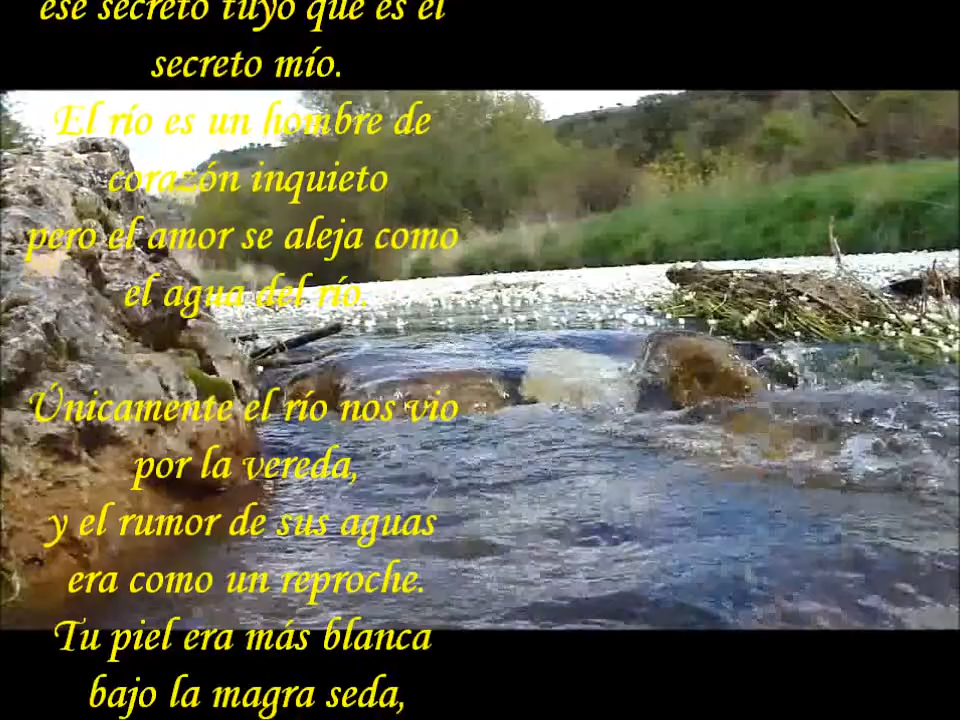 ese secreto tuyo que es el
secreto mío.
El río es un hombre de
corazón inquieto
pero el amor se aleja como
el agua del río.
Únicamente el río nos vio
por la vereda,
y el rumor de sus aguas
era como un reproche.
Tu piel era más blanca
bajo la magra seda,